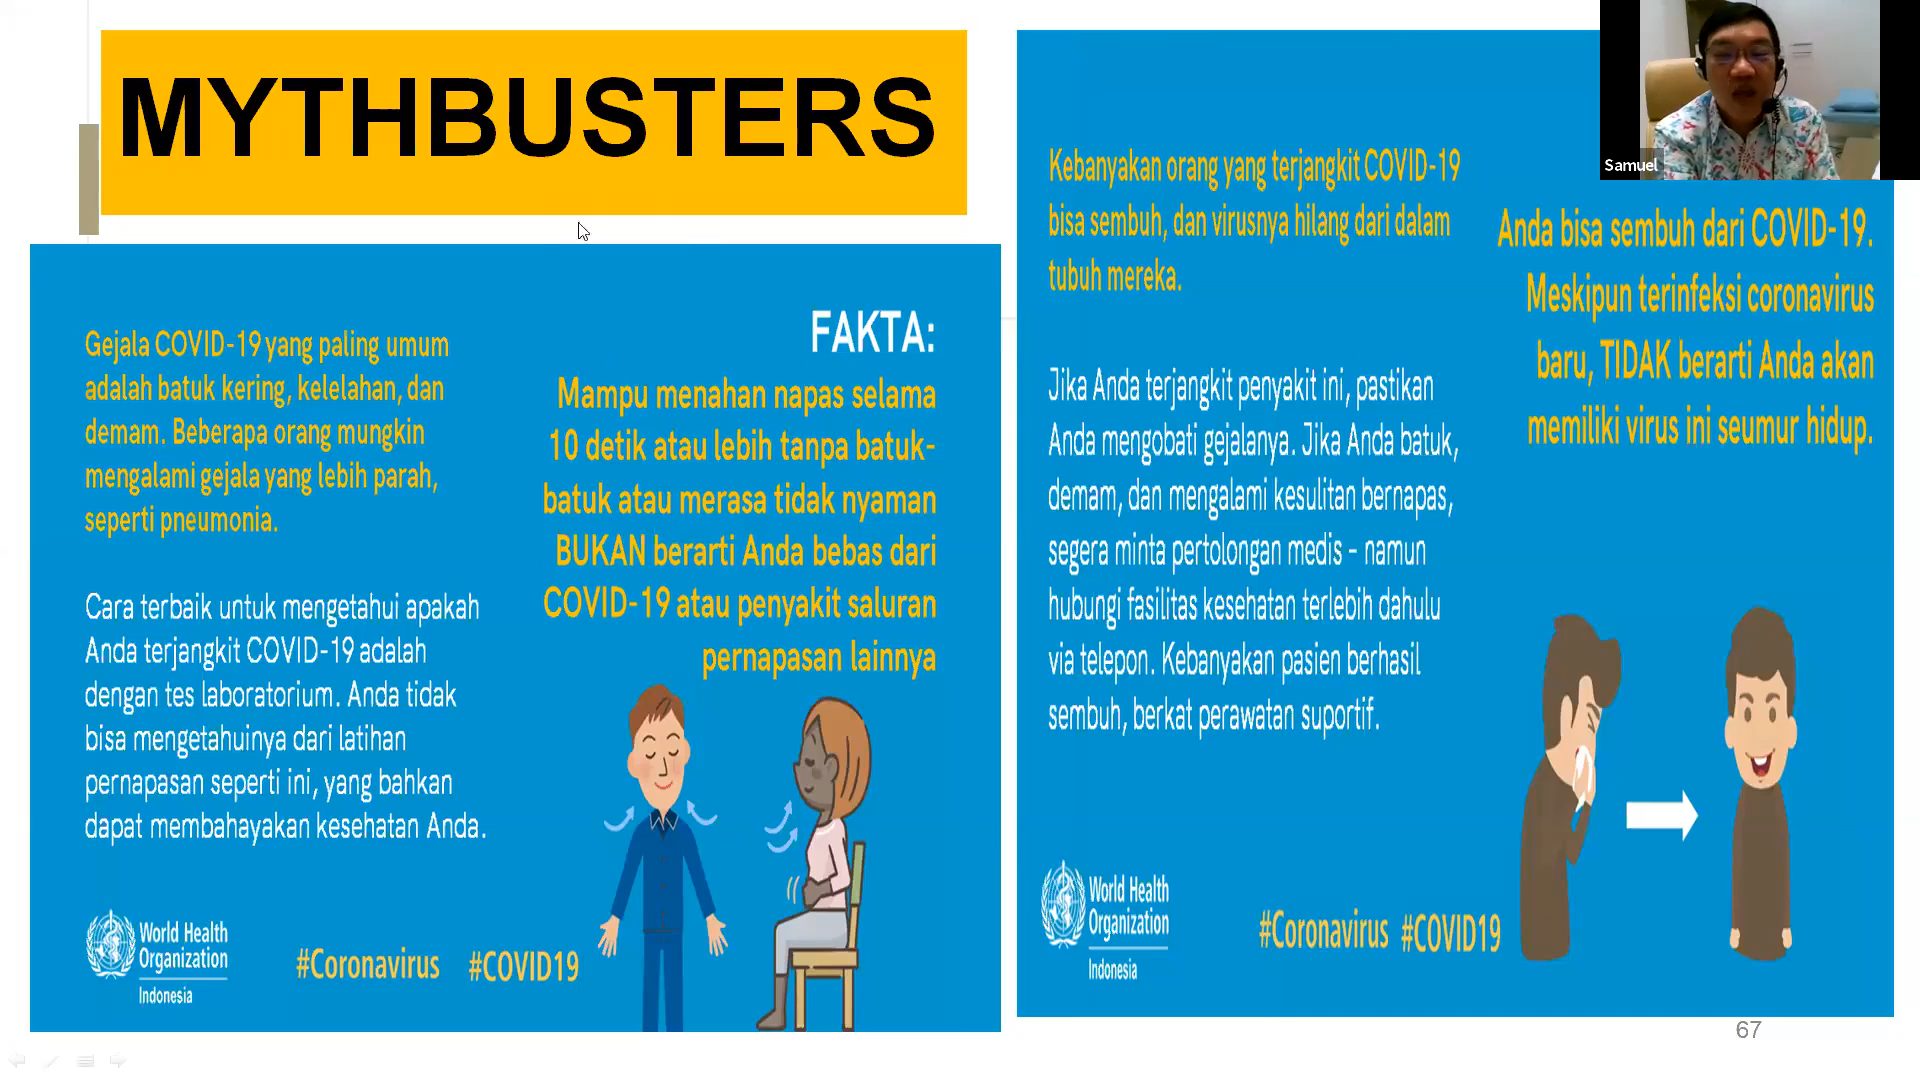 MYTHBUSTERS
Gejala COVID-19 yang paling umum
adalah batuk kering, kelelahan, dan
demam. Beberapa orang mungkin
mengalami gejala yang lebih parah,
seperti pneumonia.
Cara terbaik untuk mengetahui apakah
Anda terjangkit COVID-19 adalah
dengan tes laboratorium. Anda tidak
bisa mengetahuinya dari latihan
pernapasan seperti ini, yang bahkan
dapat membahayakan kesehatan Anda.
FAKTA:
Mampu menahan napas selama
10 detik atau lebih tanpa batuk-
batuk atau merasa tidak nyaman
BUKAN berarti Anda bebas dari
COVID-19 atau penyakit saluran
pernapasan lainnya
World Health
Organization
Indonesia
#Coronavirus #COVID19
Kebanyakan orang yang terjangkit COVID-19
bisa sembuh, dan virusnya hilang dari dalam
tubuh mereka.
Jika Anda terjangkit penyakit ini, pastikan
Anda mengobati gejalanya. Jika Anda batuk,
demam, dan mengalami kesulitan bernapas,
segera minta pertolongan medis - namun
hubungi fasilitas kesehatan terlebih dahulu
via telepon. Kebanyakan pasien berhasil
sembuh, berkat perawatan suportif.
Anda bisa sembuh dari COVID-19.
Meskipun terinfeksi coronavirus
baru, TIDAK berarti Anda akan
memiliki virus ini seumur hidup.
World Health
Organization
Indonesia
#Coronavirus #COVID19
Samuel
67